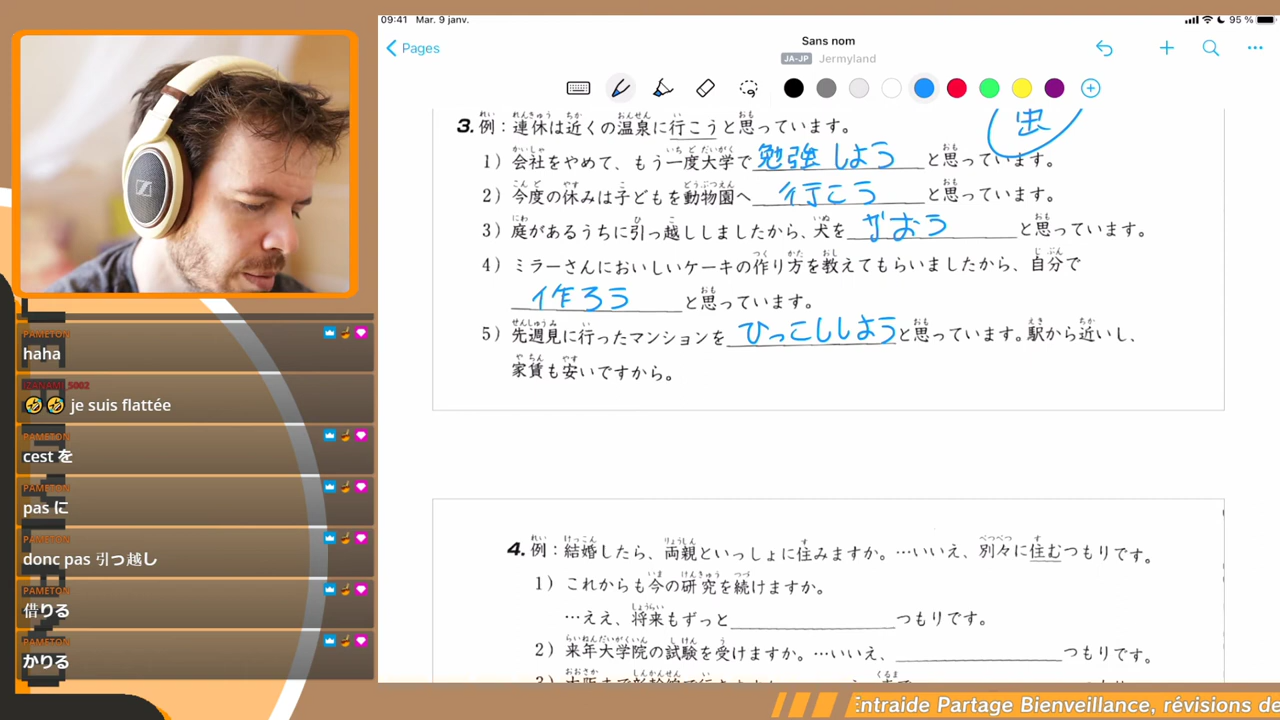 09:41 Mar. 9 janv.
95 %
Pages
Sans nom
JA-JP Jermyland
3. 例：連休は近くの温泉に行こうと思っています。
1) 会社をやめて、もう一度大学で 勉強しよう と思っています。
2) 今度の休みは子どもを動物園へ 行こう と思っています。
3) 庭があるうちに引っ越ししましたから、犬を かおう と思っています。
4) ミラーさんにおいしいケーキの作り方を教えてもらいましたから、自分で
作ろう と思っています。
5) 先週見に行ったマンションを ひっこししよう と思っています。駅から近いし、
家賃も安いですから。
4. 例：結婚したら、両親といっしょに住みますか。…いいえ、別々に住むつもりです。
1) これからも今の研究を続けますか。
…ええ、将来もずっと つもりです。
2) 来年大学院の試験を受けますか。…いいえ、 つもりです。
PAMETON
haha
IZANAMI_5002
🤣🤣 je suis flattée
PAMETON
cest を
PAMETON
pas に
PAMETON
donc pas 引っ越し
PAMETON
借りる
PAMETON
かりる
Entraide Partage Bienveillance, révisions de